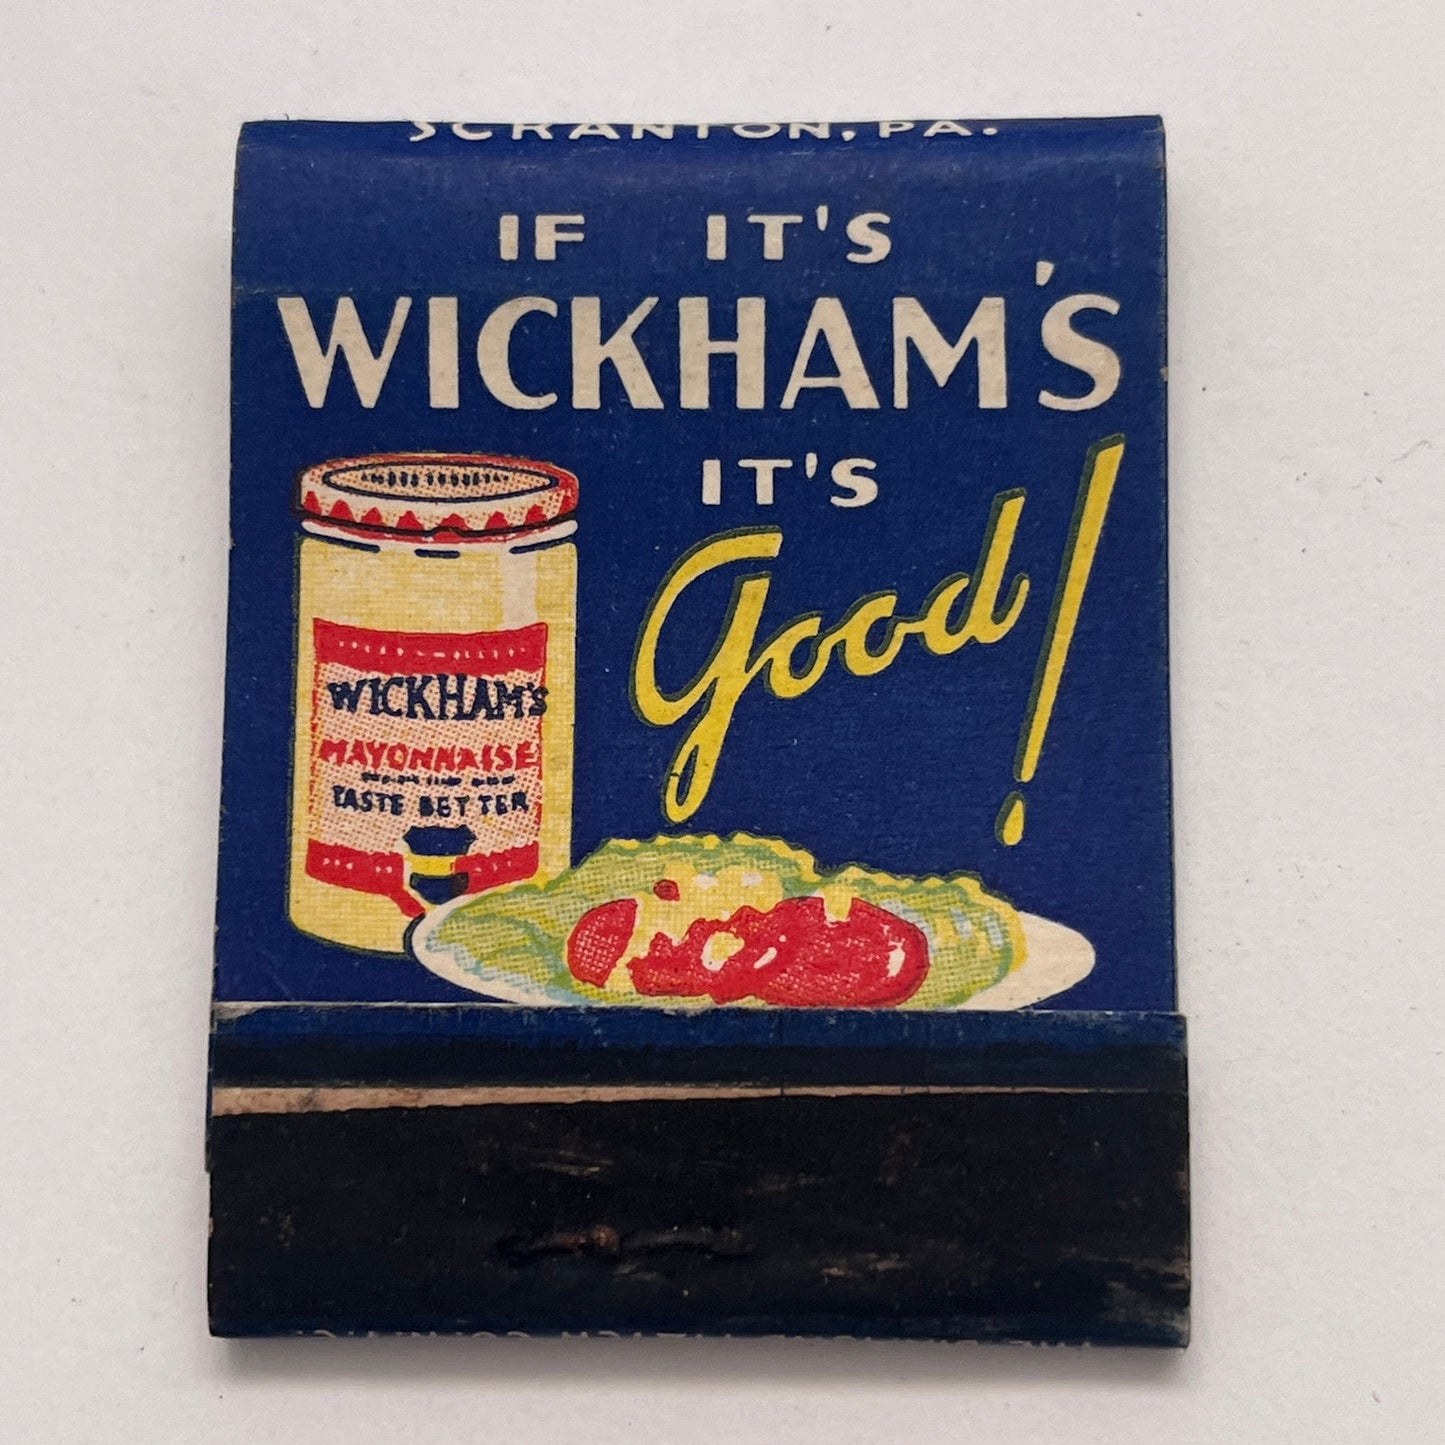 SCRANTON, PA.
IF IT'S
WICKHAM'S
IT'S
Good!
WICKHAM'S
MAYONNAISE
TASTE BETTER